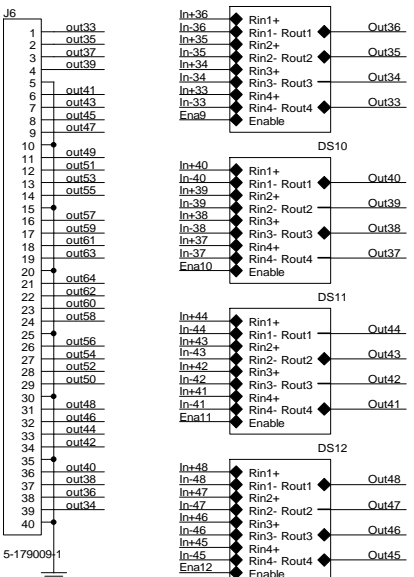 J6
1 out33
2 out35
3 out37
4 out39
5
6 out41
7 out43
8 out45
9 out47
10
11 out49
12 out51
13 out53
14 out55
15
16 out57
17 out59
18 out61
19 out63
20
21 out64
22 out62
23 out60
24 out58
25
26 out56
27 out54
28 out52
29 out50
30
31 out48
32 out46
33 out44
34 out42
35
36 out40
37 out38
38 out36
39 out34
40
5-179009-1
In+36 Rin1+
In-36 Rin1- Rout1 Out36
In+35 Rin2+
In-35 Rin2- Rout2 Out35
In+34 Rin3+
In-34 Rin3- Rout3 Out34
In+33 Rin4+
In-33 Rin4- Rout4 Out33
Ena9 Enable
DS10
In+40 Rin1+
In-40 Rin1- Rout1 Out40
In+39 Rin2+
In-39 Rin2- Rout2 Out39
In+38 Rin3+
In-38 Rin3- Rout3 Out38
In+37 Rin4+
In-37 Rin4- Rout4 Out37
Ena10 Enable
DS11
In+44 Rin1+
In-44 Rin1- Rout1 Out44
In+43 Rin2+
In-43 Rin2- Rout2 Out43
In+42 Rin3+
In-42 Rin3- Rout3 Out42
In+41 Rin4+
In-41 Rin4- Rout4 Out41
Ena11 Enable
DS12
In+48 Rin1+
In-48 Rin1- Rout1 Out48
In+47 Rin2+
In-47 Rin2- Rout2 Out47
In+46 Rin3+
In-46 Rin3- Rout3 Out46
In+45 Rin4+
In-45 Rin4- Rout4 Out45
Ena12 Enable